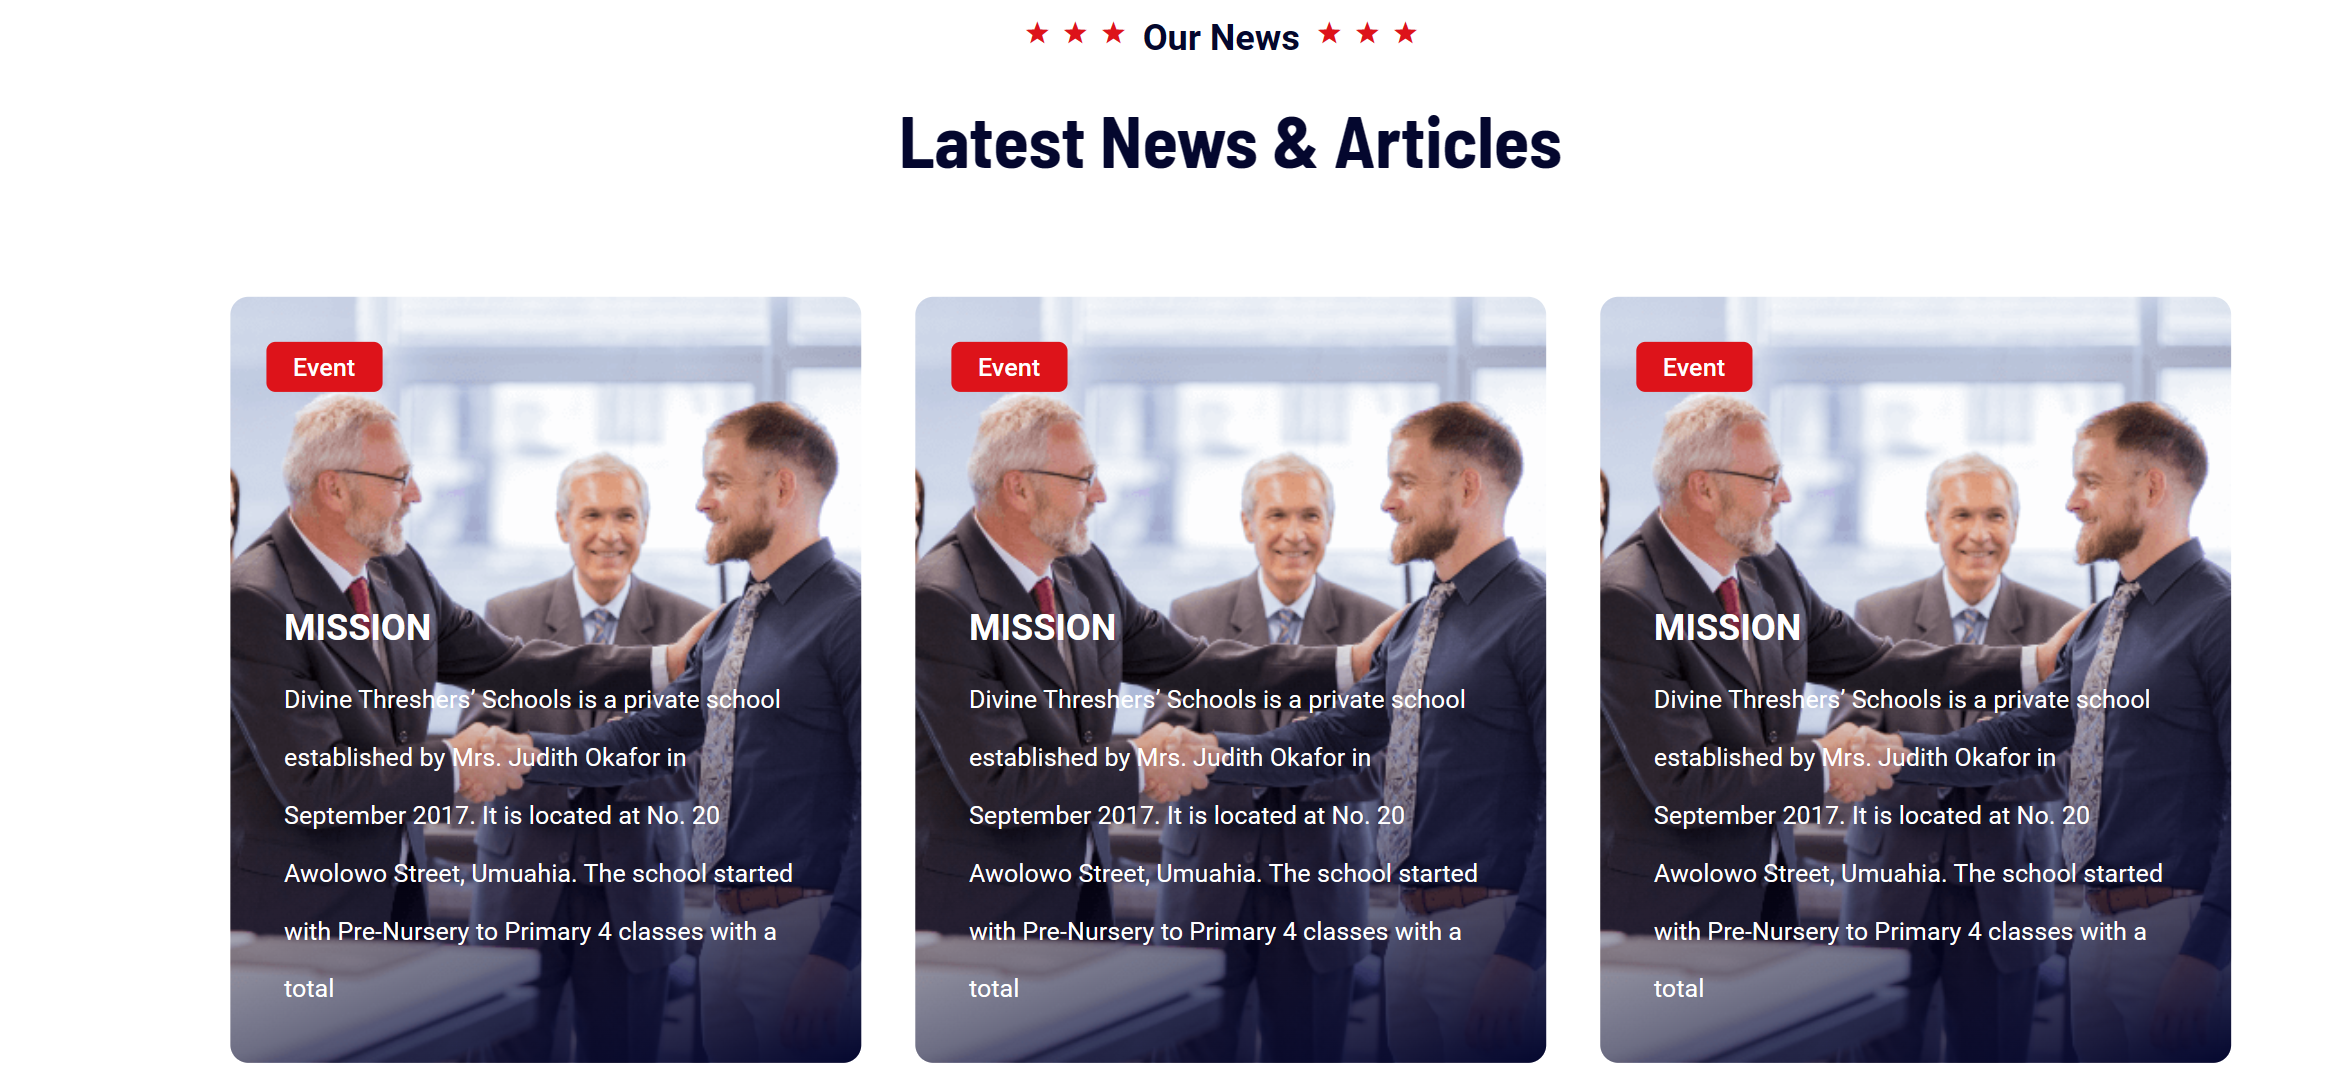 Our News
Latest News & Articles
Event
MISSION
Divine Threshers’ Schools is a private school
established by Mrs. Judith Okafor in
September 2017. It is located at No. 20
Awolowo Street, Umuahia. The school started
with Pre-Nursery to Primary 4 classes with a
total
Event
MISSION
Divine Threshers’ Schools is a private school
established by Mrs. Judith Okafor in
September 2017. It is located at No. 20
Awolowo Street, Umuahia. The school started
with Pre-Nursery to Primary 4 classes with a
total
Event
MISSION
Divine Threshers’ Schools is a private school
established by Mrs. Judith Okafor in
September 2017. It is located at No. 20
Awolowo Street, Umuahia. The school started
with Pre-Nursery to Primary 4 classes with a
total